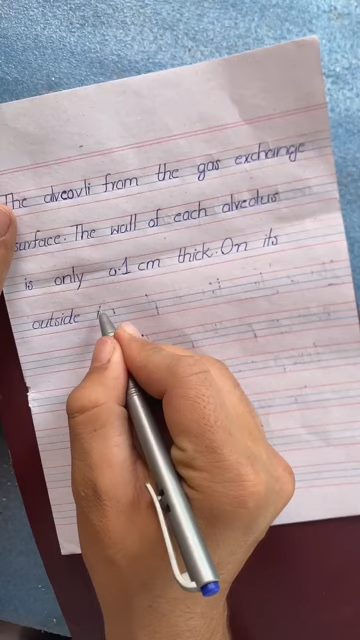 The alveovli from the gas exchange
surface. The wall of each alveolus
is only 0.1 cm thick. On its
outside